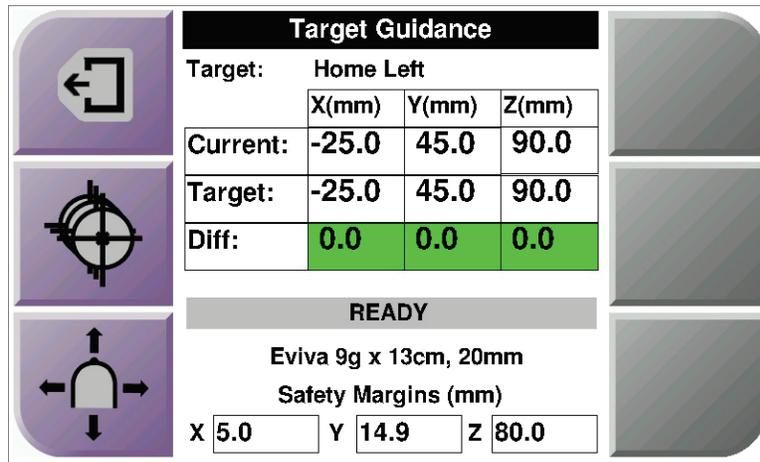 Target Guidance
Target: Home Left
X(mm) Y(mm) Z(mm)
Current: -25.0 45.0 90.0
Target: -25.0 45.0 90.0
Diff: 0.0 0.0 0.0
READY
Eviva 9g x 13cm, 20mm
Safety Margins (mm)
X 5.0 Y 14.9 Z 80.0